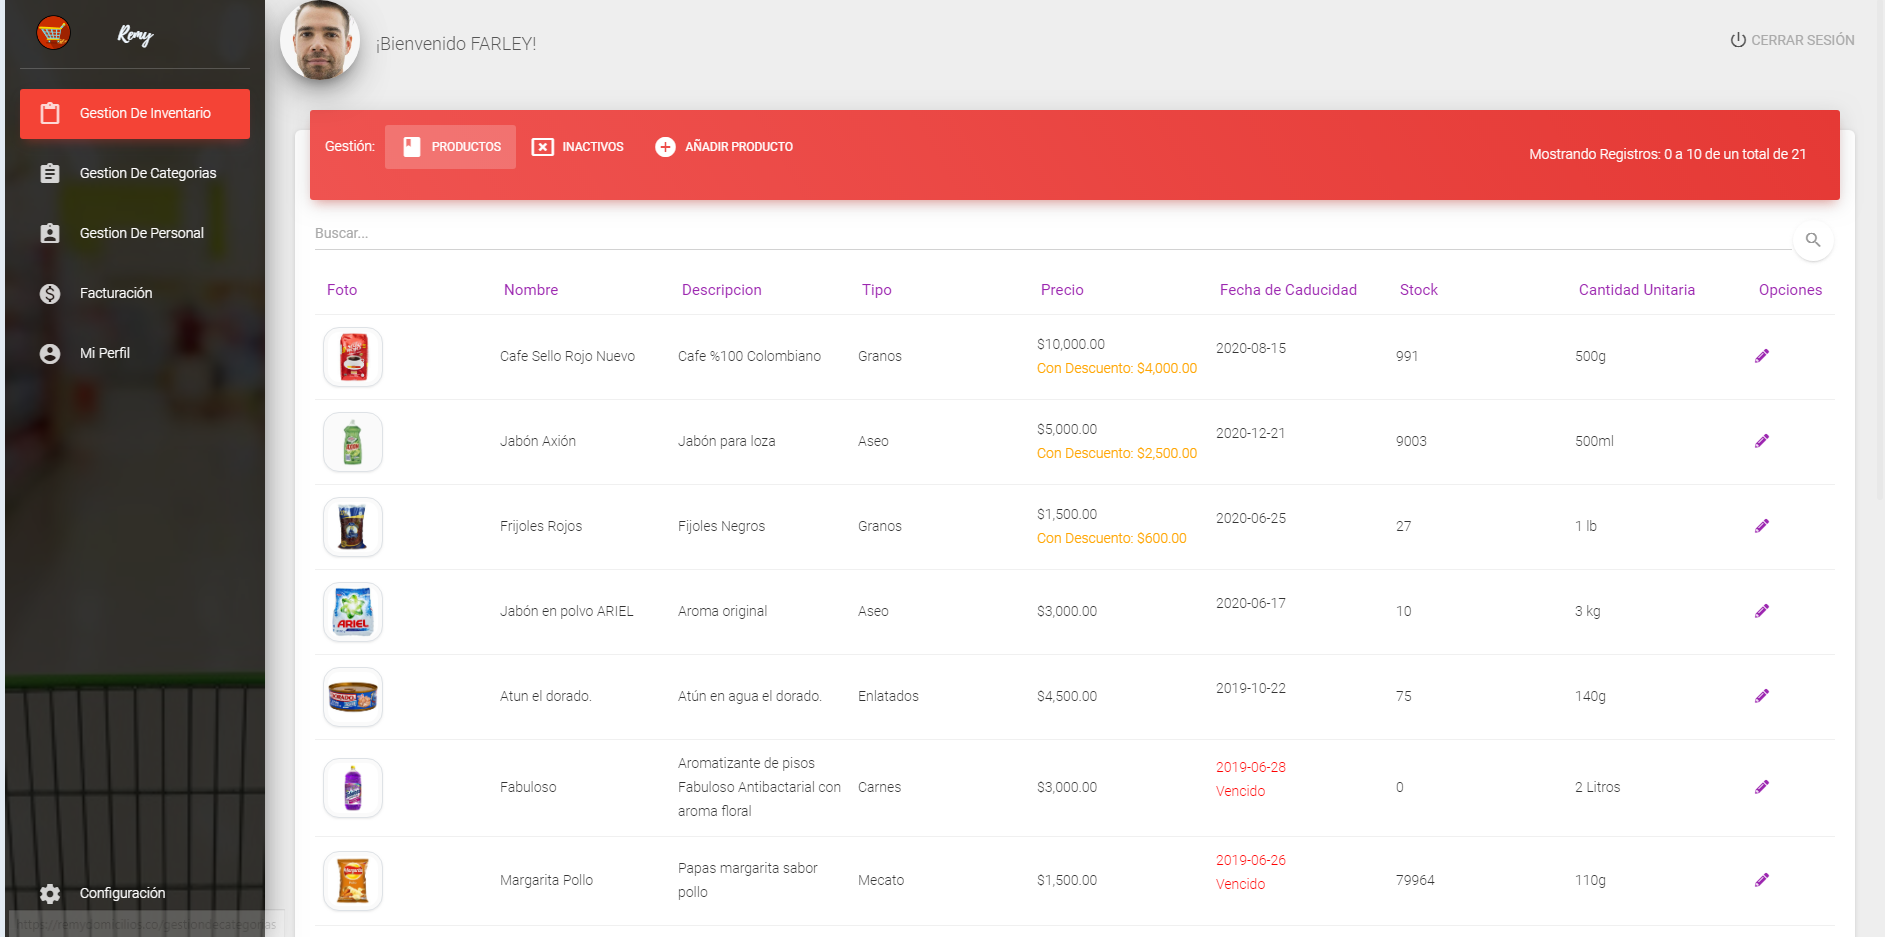 Remy
¡Bienvenido FARLEY!
CERRAR SESIÓN
Gestion De Inventario
Gestion De Categorias
Gestion De Personal
Facturación
Mi Perfil
Configuración
https://remydomicilios.co/gestiondecategorias
Gestión:
PRODUCTOS
INACTIVOS
AÑADIR PRODUCTO
Mostrando Registros: 0 a 10 de un total de 21
Buscar...
Foto Nombre Descripcion Tipo Precio Fecha de Caducidad Stock Cantidad Unitaria Opciones
Cafe Sello Rojo Nuevo
Cafe %100 Colombiano
Granos
$10,000.00
Con Descuento: $4,000.00
2020-08-15
991
500g
Jabón Axión
Jabón para loza
Aseo
$5,000.00
Con Descuento: $2,500.00
2020-12-21
9003
500ml
Frijoles Rojos
Fijoles Negros
Granos
$1,500.00
Con Descuento: $600.00
2020-06-25
27
1 lb
ARIEL
Jabón en polvo ARIEL
Aroma original
Aseo
$3,000.00
2020-06-17
10
3 kg
Atun el dorado.
Atún en agua el dorado.
Enlatados
$4,500.00
2019-10-22
75
140g
Fabuloso
Aromatizante de pisos
Fabuloso Antibactarial con
aroma floral
Carnes
$3,000.00
2019-06-28
Vencido
0
2 Litros
Margarita Pollo
Papas margarita sabor
pollo
Mecato
$1,500.00
2019-06-26
Vencido
79964
110g